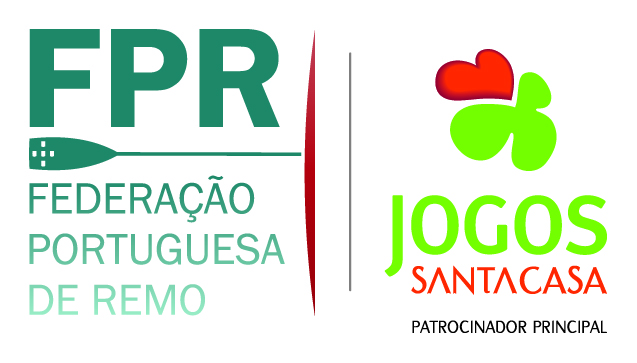 FPR
FEDERAÇÃO
PORTUGUESA
DE REMO
JOGOS
SANTACASA
PATROCINADOR PRINCIPAL